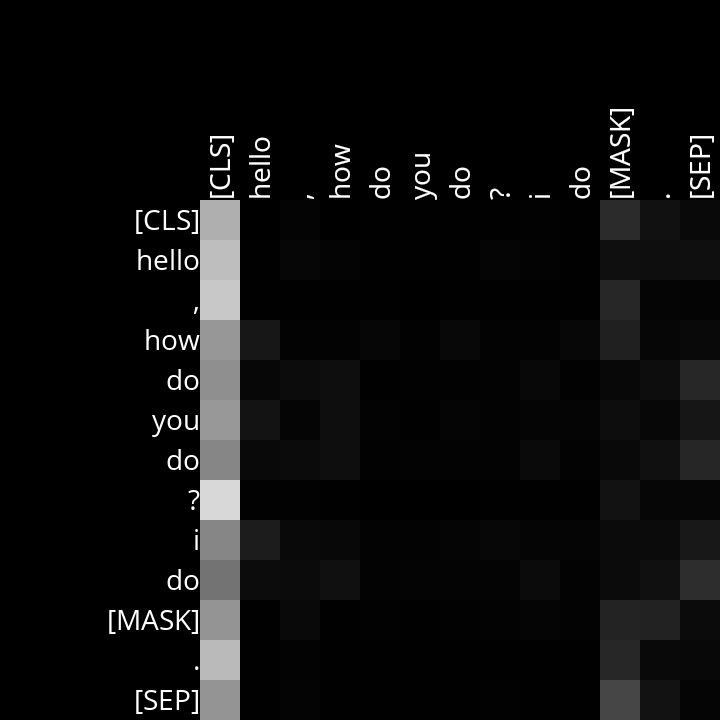 [CLS] hello , how do you do ? i do [MASK] . [SEP]
[CLS]
hello
,
how
do
you
do
?
i
do
[MASK]
.
[SEP]